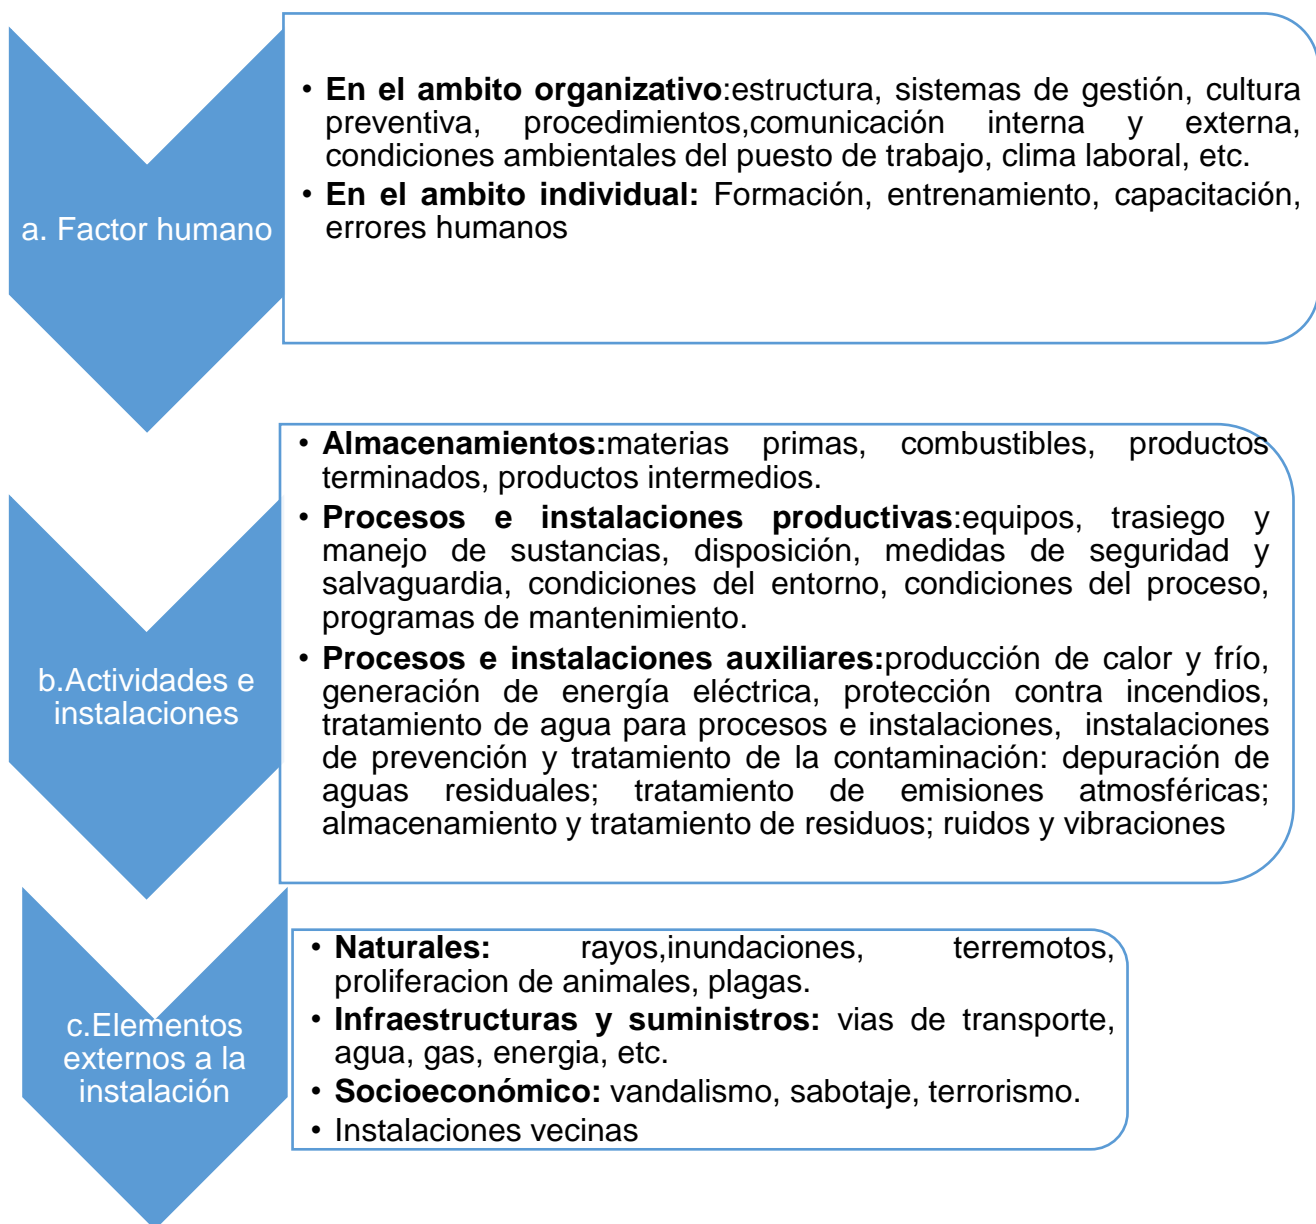 a. Factor humano
• En el ambito organizativo:estructura, sistemas de gestión, cultura
preventiva, procedimientos,comunicación interna y externa,
condiciones ambientales del puesto de trabajo, clima laboral, etc.
• En el ambito individual: Formación, entrenamiento, capacitación,
errores humanos
b.Actividades e
instalaciones
• Almacenamientos:materias primas, combustibles, productos
terminados, productos intermedios.
• Procesos e instalaciones productivas:equipos, trasiego y
manejo de sustancias, disposición, medidas de seguridad y
salvaguardia, condiciones del entorno, condiciones del proceso,
programas de mantenimiento.
• Procesos e instalaciones auxiliares:producción de calor y frío,
generación de energía eléctrica, protección contra incendios,
tratamiento de agua para procesos e instalaciones, instalaciones
de prevención y tratamiento de la contaminación: depuración de
aguas residuales; tratamiento de emisiones atmosféricas;
almacenamiento y tratamiento de residuos; ruidos y vibraciones
c.Elementos
externos a la
instalación
• Naturales: rayos,inundaciones, terremotos,
proliferacion de animales, plagas.
• Infraestructuras y suministros: vias de transporte,
agua, gas, energia, etc.
• Socioeconómico: vandalismo, sabotaje, terrorismo.
• Instalaciones vecinas